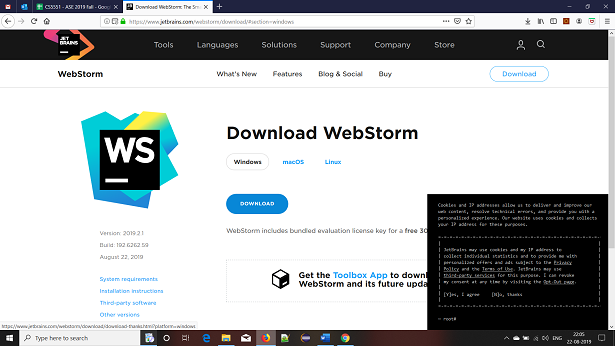 CS5551 - ASE 2019 Fall - Goog
Download WebStorm: The Sma
https://www.jetbrains.com/webstorm/download/#section=windows
JET
BRAINS
Tools Languages Solutions Support Company Store
WebStorm What's New Features Blog & Social Buy Download
WS
Download WebStorm
Windows macOS Linux
DOWNLOAD
WebStorm includes bundled evaluation license key for a free 30
Version: 2019.2.1
Build: 192.6262.59
August 22, 2019
System requirements
Installation instructions
Third-party software
Other versions
Get the Toolbox App to downl
WebStorm and its future upda
Cookies and IP addresses allow us to deliver and improve our
web content, resolve technical errors, and provide you with a
personalized experience. Our website uses cookies and collects
your IP address for these purposes.
JetBrains may use cookies and my IP address to
collect individual statistics and to provide me with
personalized offers and ads subject to the Privacy
Policy and the Terms of Use. JetBrains may use
third-party services for this purpose. I can revoke
my consent at any time by visiting the Opt-Out page.
[Y]es, I agree [N]o, thanks
~ root#
https://www.jetbrains.com/webstorm/download/download-thanks.html?platform=windows
Type here to search
ENG
22:05
22-08-2019